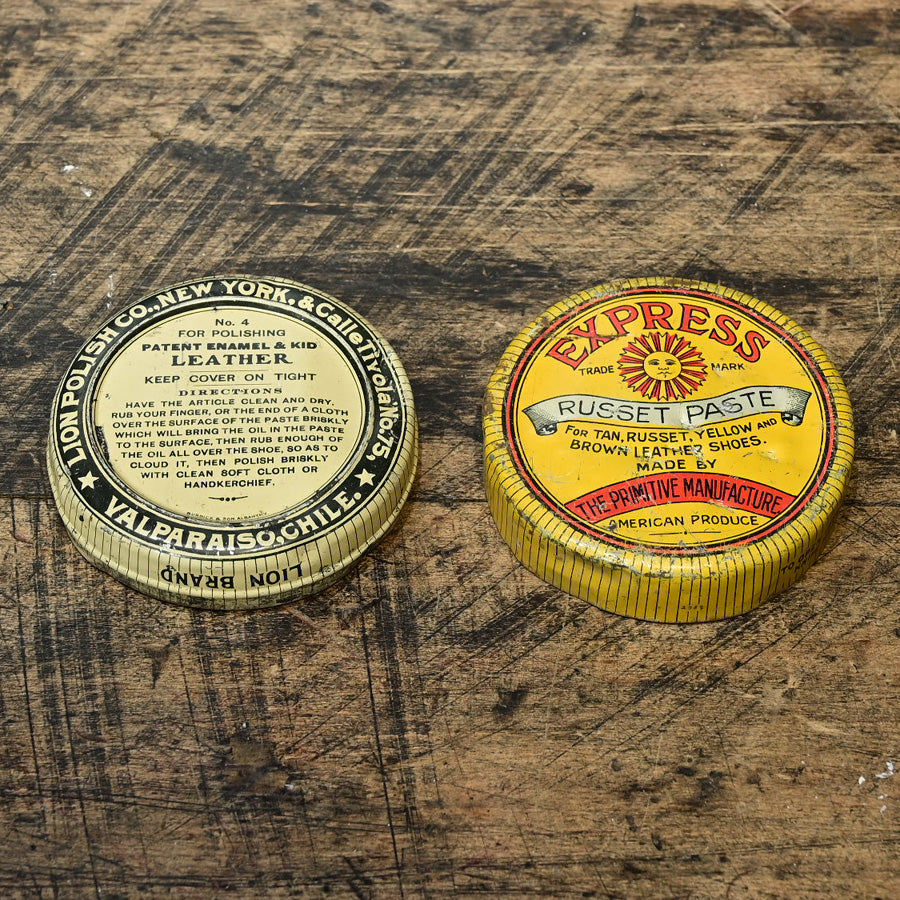 LION POLISH CO., NEW YORK, & Calle Tivola No. 75,
VALPARAISO, CHILE.
No. 4
FOR POLISHING
PATENT ENAMEL & KID
LEATHER
KEEP COVER ON TIGHT
DIRECTIONS
HAVE THE ARTICLE CLEAN AND DRY.
RUB YOUR FINGER, OR THE END OF A CLOTH
OVER THE SURFACE OF THE PASTE BRISKLY
WHICH WILL BRING THE OIL IN THE PASTE
TO THE SURFACE, THEN RUB ENOUGH OF
THE OIL ALL OVER THE SHOE, SO AS TO
CLOUD IT, THEN POLISH BRISKLY
WITH CLEAN SOFT CLOTH OR
HANDKERCHIEF.
LION BRAND
EXPRESS
TRADE MARK
RUSSET PASTE
FOR TAN, RUSSET, YELLOW AND
BROWN LEATHER SHOES.
MADE BY
THE PRIMITIVE MANUFACTURE
AMERICAN PRODUCE